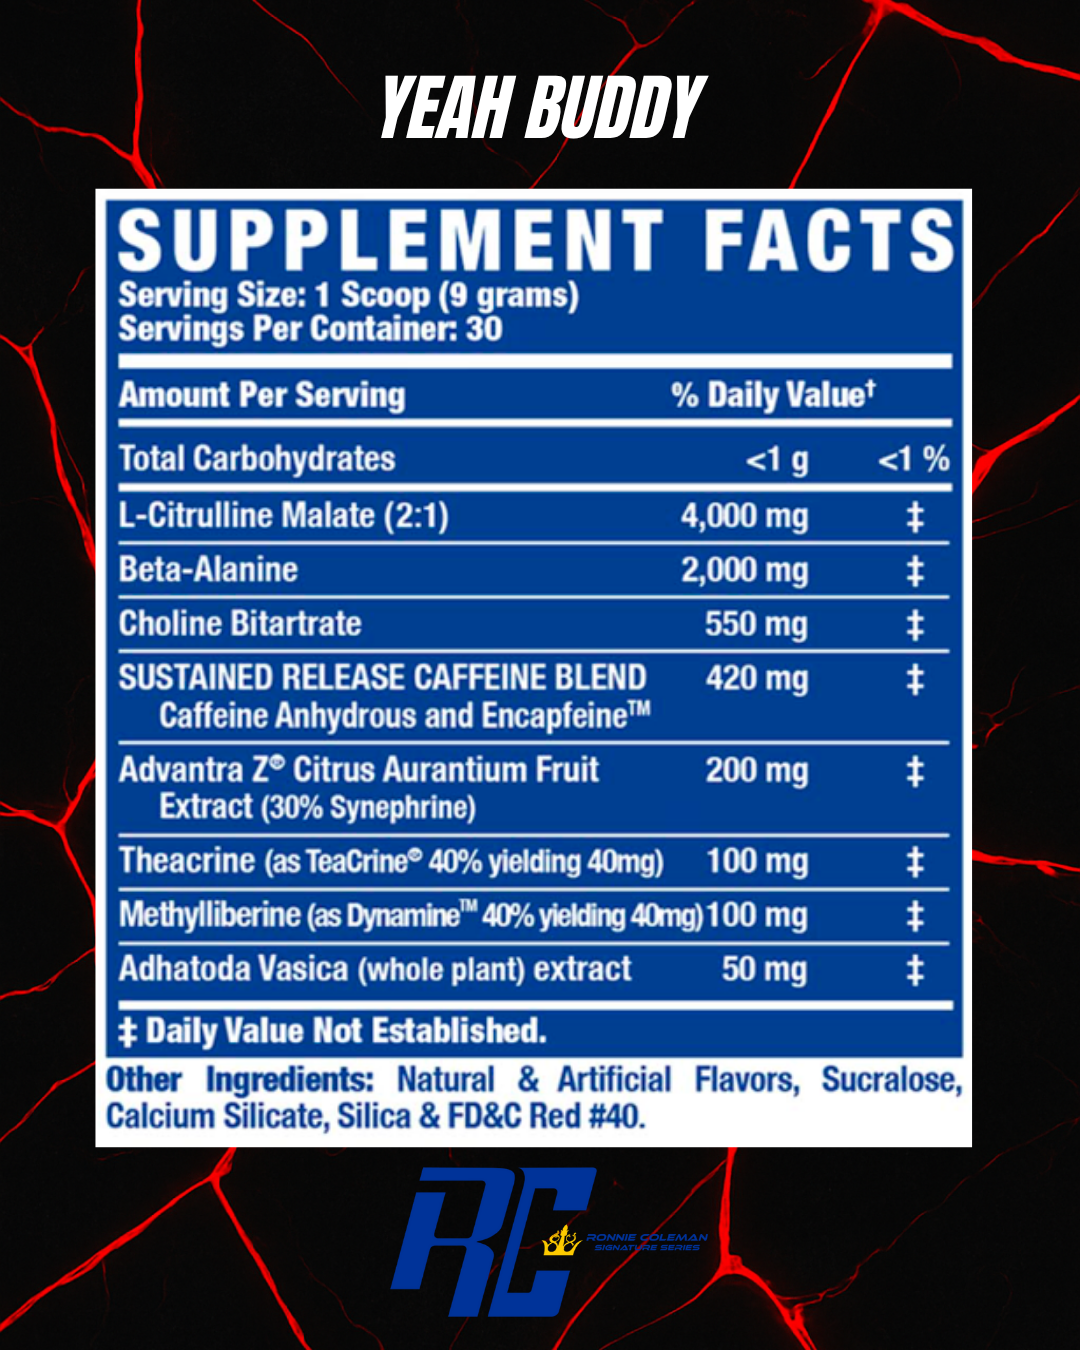 YEAH BUDDY
SUPPLEMENT FACTS
Serving Size: 1 Scoop (9 grams)
Servings Per Container: 30
Amount Per Serving % Daily Value†
Total Carbohydrates <1 g <1 %
L-Citrulline Malate (2:1) 4,000 mg ‡
Beta-Alanine 2,000 mg ‡
Choline Bitartrate 550 mg ‡
SUSTAINED RELEASE CAFFEINE BLEND 420 mg ‡
Caffeine Anhydrous and Encapfeine™
Advantra Z® Citrus Aurantium Fruit 200 mg ‡
Extract (30% Synephrine)
Theacrine (as TeaCrine® 40% yielding 40mg) 100 mg ‡
Methylliberine (as Dynamine™ 40% yielding 40mg) 100 mg ‡
Adhatoda Vasica (whole plant) extract 50 mg ‡
‡ Daily Value Not Established.
Other Ingredients: Natural & Artificial Flavors, Sucralose,
Calcium Silicate, Silica & FD&C Red #40.
RC
RONNIE COLEMAN
SIGNATURE SERIES